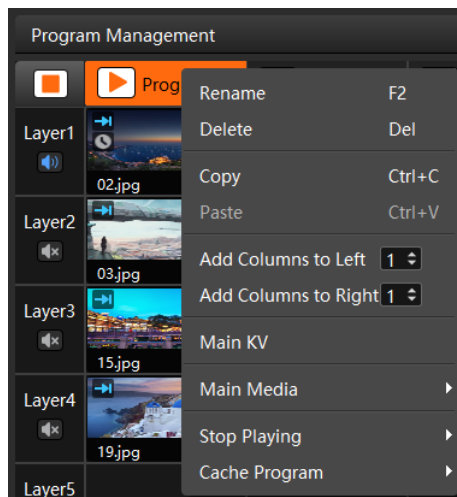 Program Management
Prog
Rename F2
Delete Del
Copy Ctrl+C
Paste Ctrl+V
Add Columns to Left 1
Add Columns to Right 1
Main KV
Main Media
Stop Playing
Cache Program
Layer1
02.jpg
Layer2
03.jpg
Layer3
15.jpg
Layer4
19.jpg
Layer5